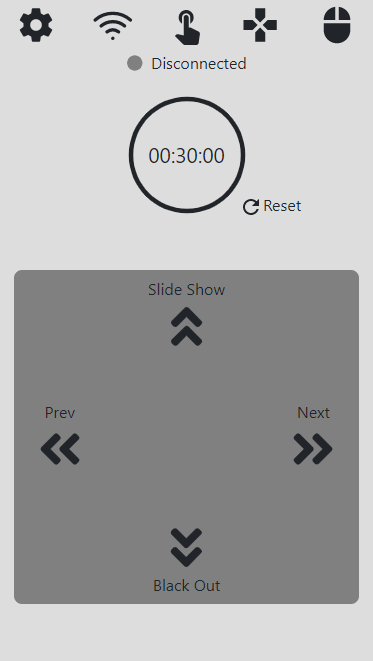 Disconnected
00:30:00
Reset
Slide Show
Prev
Next
Black Out